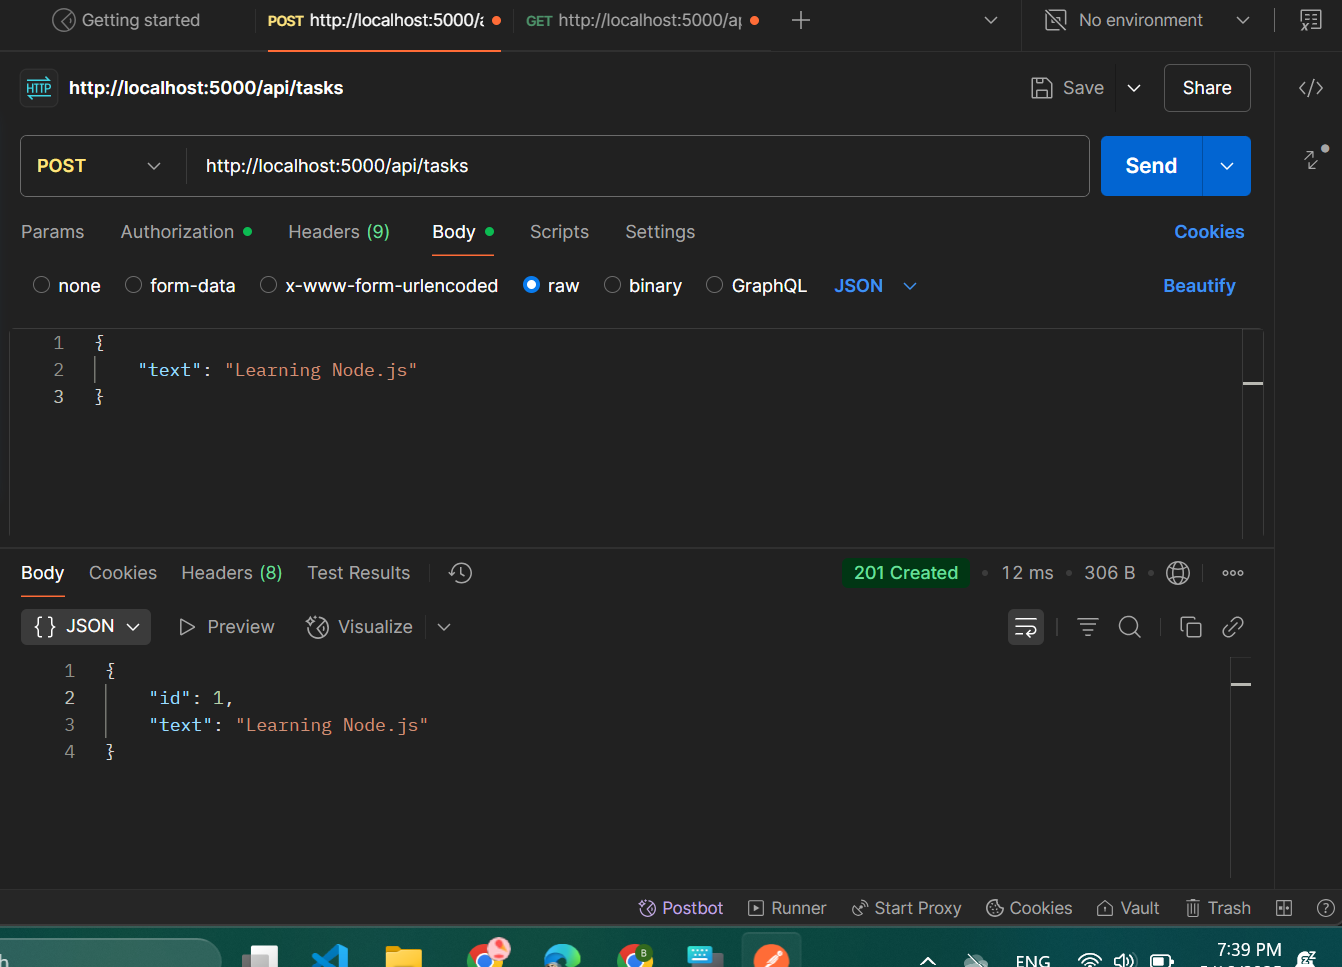 Getting started
POST http://localhost:5000/a
GET http://localhost:5000/ap
No environment
HTTP http://localhost:5000/api/tasks
Save
Share
POST http://localhost:5000/api/tasks
Send
Params Authorization Headers (9) Body Scripts Settings Cookies
none form-data x-www-form-urlencoded raw binary GraphQL JSON Beautify
1 {
2 "text": "Learning Node.js"
3 }
Body Cookies Headers (8) Test Results 201 Created 12 ms 306 B
{} JSON Preview Visualize
1 {
2 "id": 1,
3 "text": "Learning Node.js"
4 }
Postbot Runner Start Proxy Cookies Vault Trash
B
ENG
7:39 PM